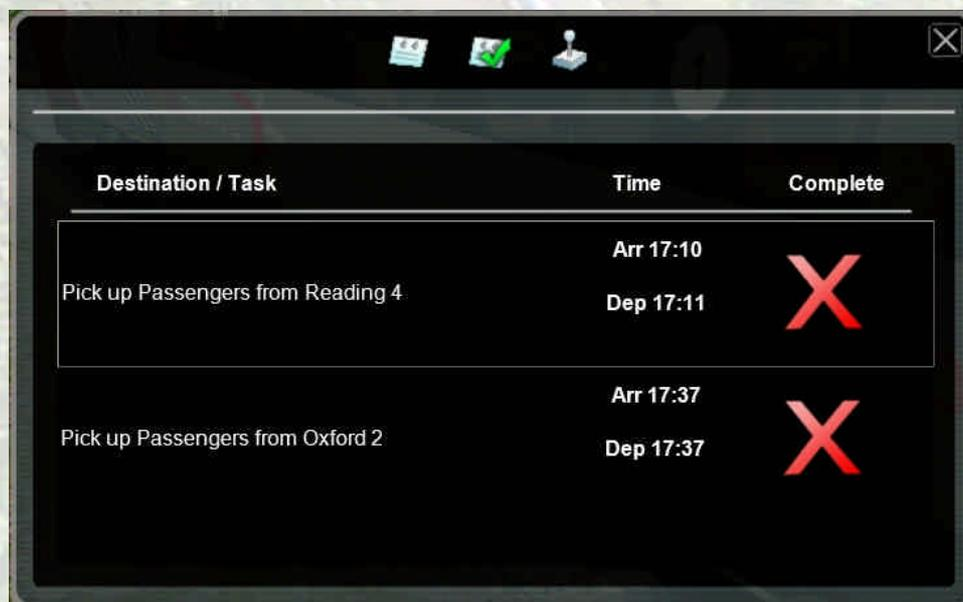 Destination / Task Time Complete
Arr 17:10
Pick up Passengers from Reading 4
Dep 17:11
Arr 17:37
Pick up Passengers from Oxford 2
Dep 17:37